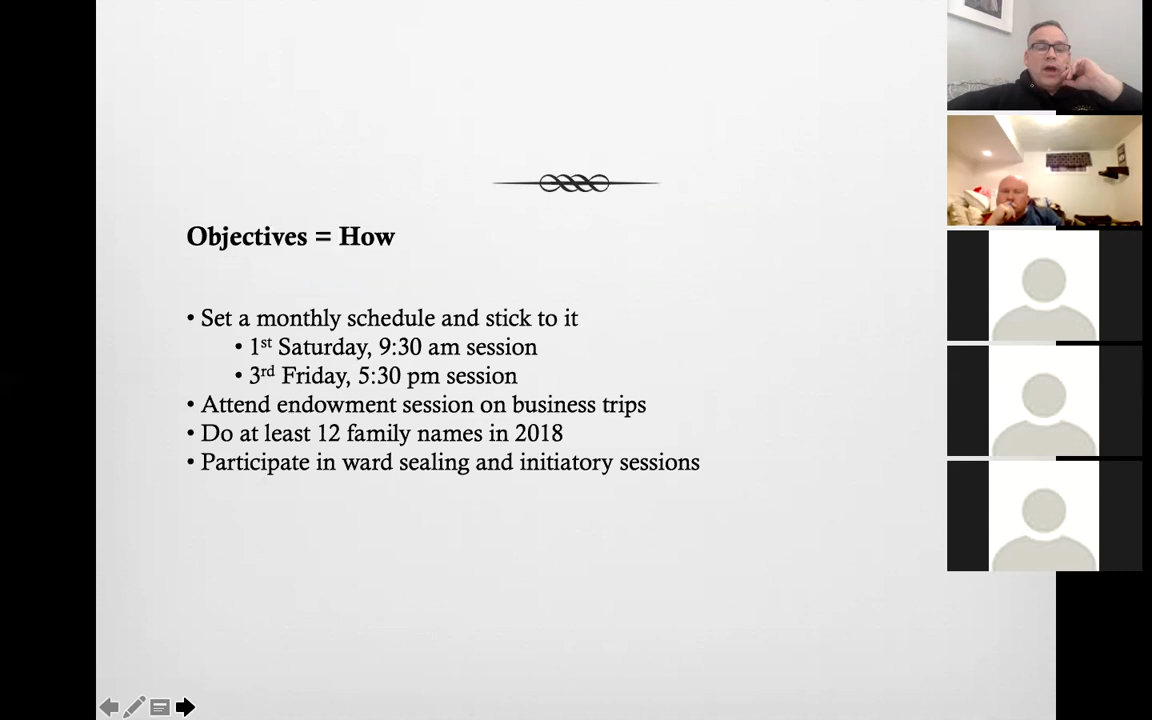 Objectives = How
• Set a monthly schedule and stick to it
• 1st Saturday, 9:30 am session
• 3rd Friday, 5:30 pm session
• Attend endowment session on business trips
• Do at least 12 family names in 2018
• Participate in ward sealing and initiatory sessions